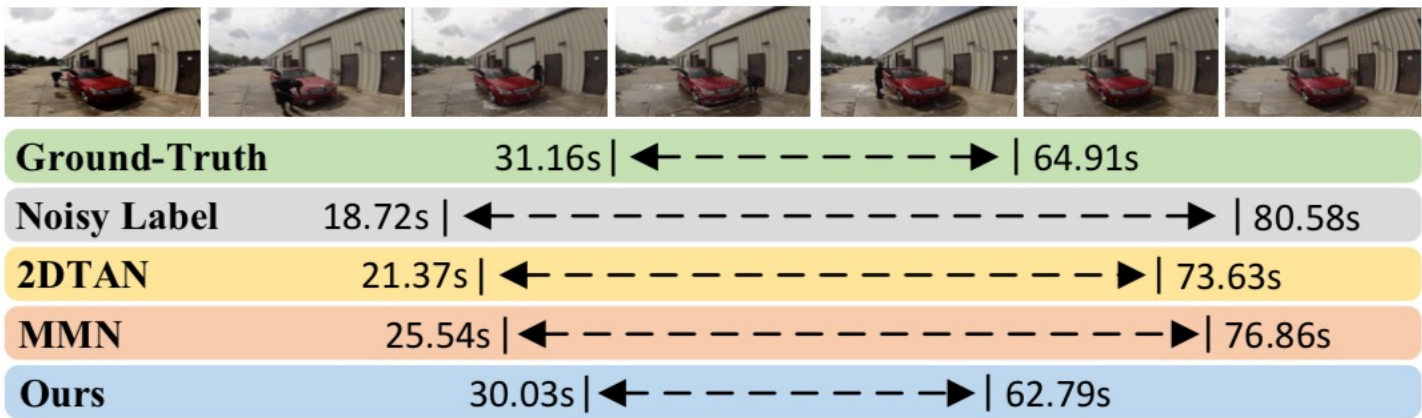 Ground-Truth 31.16s 64.91s
Noisy Label 18.72s 80.58s
2DTAN 21.37s 73.63s
MMN 25.54s 76.86s
Ours 30.03s 62.79s